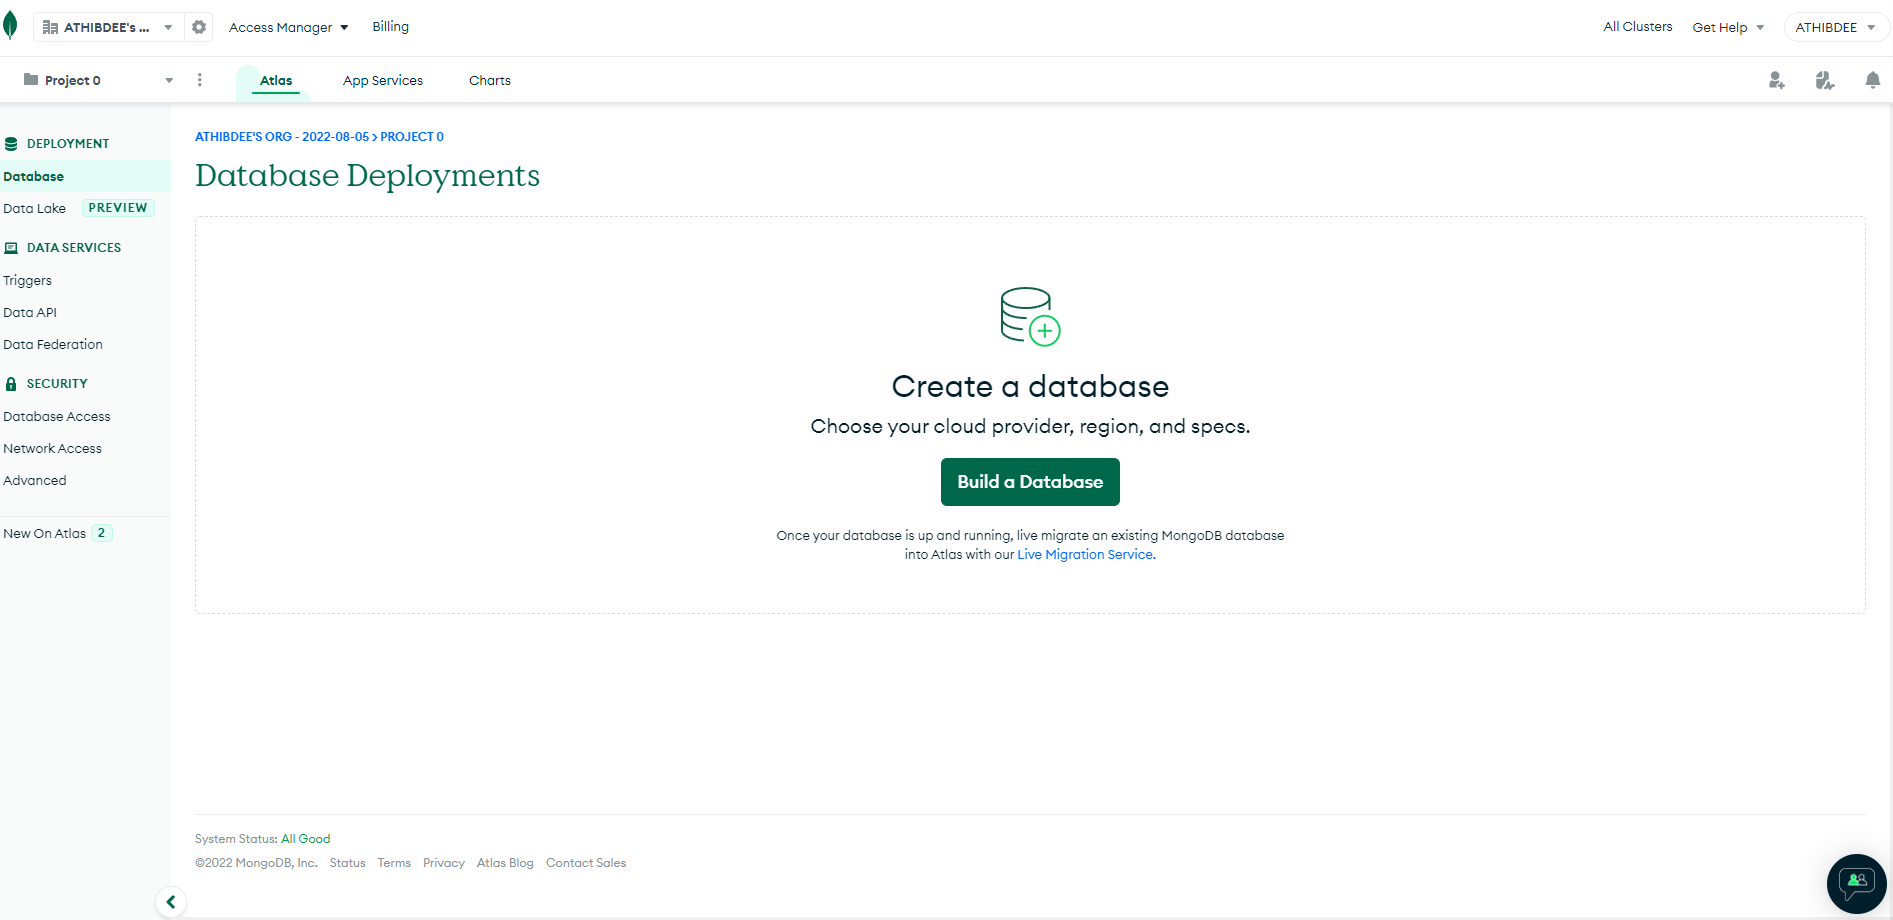 ATHIBDEE's ... Access Manager Billing All Clusters Get Help ATHIBDEE
Project 0 Atlas App Services Charts
DEPLOYMENT
Database
Data Lake PREVIEW
DATA SERVICES
Triggers
Data API
Data Federation
SECURITY
Database Access
Network Access
Advanced
New On Atlas 2
ATHIBDEE'S ORG - 2022-08-05 > PROJECT 0
Database Deployments
Create a database
Choose your cloud provider, region, and specs.
Build a Database
Once your database is up and running, live migrate an existing MongoDB database
into Atlas with our Live Migration Service.
System Status: All Good
©2022 MongoDB, Inc. Status Terms Privacy Atlas Blog Contact Sales